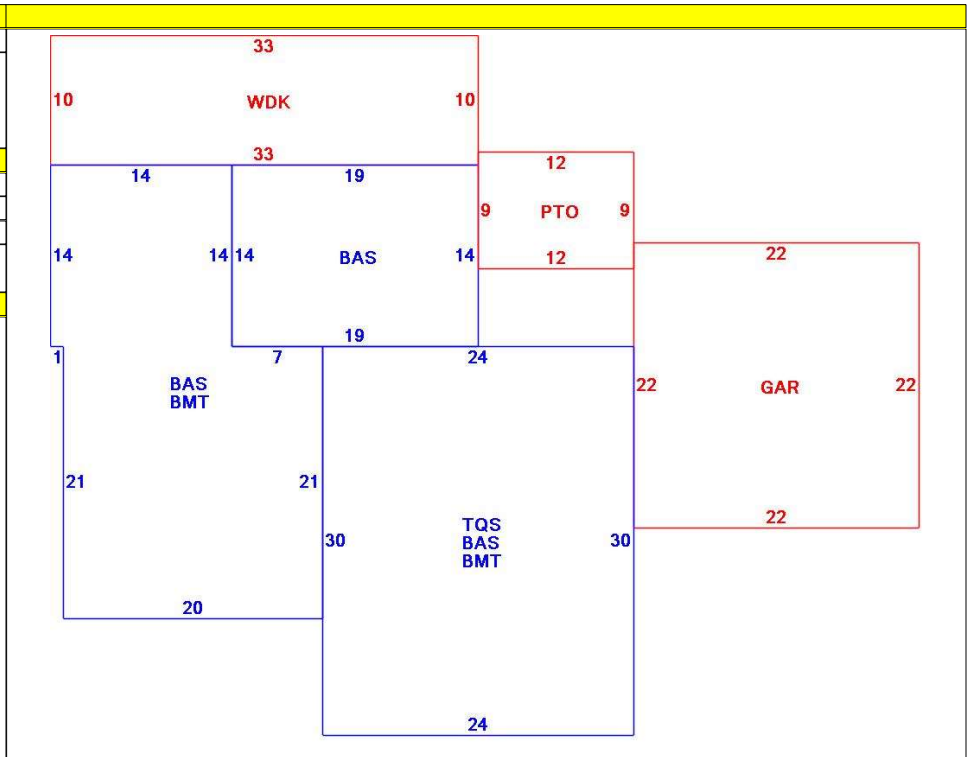 33
10 WDK 10
33
12
14 19
9 PTO 9
14 14 14 BAS 14
12
22
19
1 7 24
BAS
BMT
22 GAR 22
21 21
22
30 TQS 30
BAS
BMT
20
24